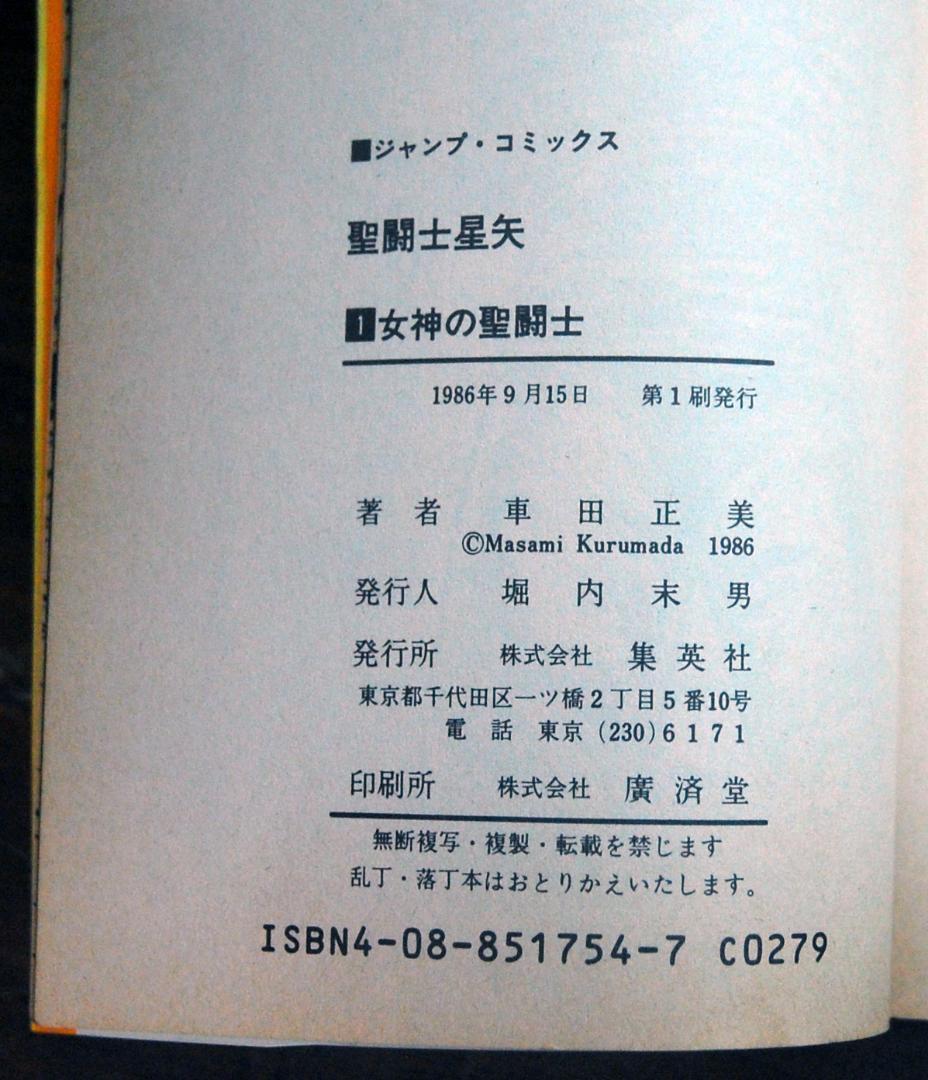 ■ジャンプ・コミックス
聖闘士星矢
1女神の聖闘士
1986年9月15日　第1刷発行
著者　車田正美
©Masami Kurumada 1986
発行人　堀内末男
発行所　株式会社　集英社
東京都千代田区一ツ橋2丁目5番10号
電話　東京(230)6171
印刷所　株式会社　廣済堂
無断複写・複製・転載を禁じます
乱丁・落丁本はおとりかえいたします。
ISBN4-08-851754-7 C0279